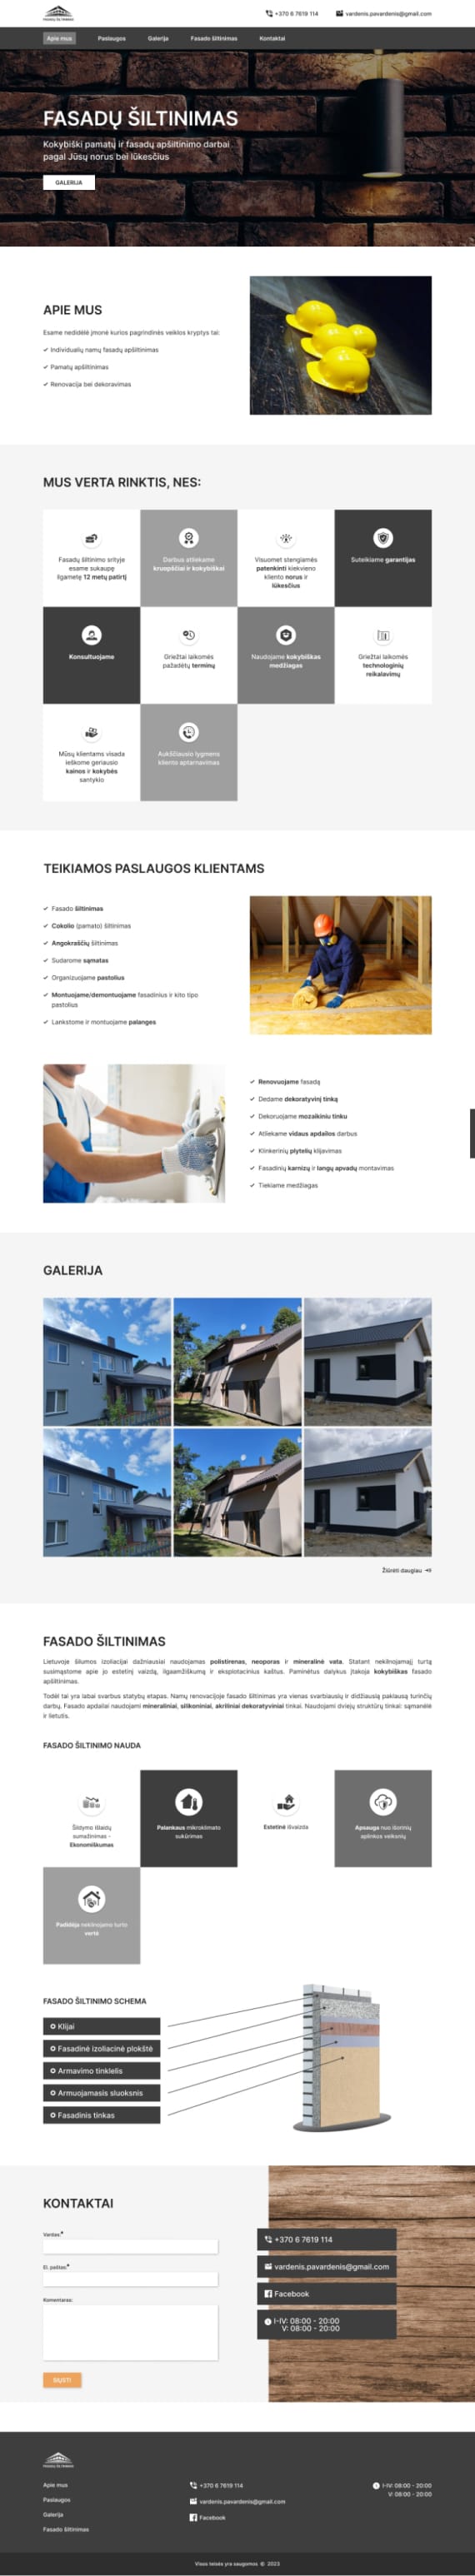 +370 6 7619 114
vardenis.pavardenis@gmail.com
Apie mus
Paslaugos
Galerija
Fasado šiltinimas
Kontaktai
FASADŲ ŠILTINIMAS
Kokybiški pamatų ir fasadų apšiltinimo darbai
pagal Jūsų norus bei lūkesčius
GALERIJA
APIE MUS
Esame nedidėlė įmonė kurios pagrindinės veiklos kryptys tai:
Individualių namų fasadų apšiltinimas
Pamatų apšiltinimas
Renovacija bei dekoravimas
MUS VERTA RINKTIS, NES:
Fasadų šiltinimo srityje
esame sukaupę
ilgametę 12 metų patirtį
Darbus atliekame
kruopščiai ir kokybiškai
Visuomet stengiamės
patenkinti kiekvieno
kliento norus ir
lūkesčius
Suteikiame garantijas
Konsultuojame
Griežtai laikomės
pažadėtų terminų
Naudojame kokybiškas
medžiagas
Griežtai laikomės
technologinių
reikalavimų
Mūsų klientams visada
ieškome geriausio
kainos ir kokybės
santykio
Aukščiausio lygmens
kliento aptarnavimas
TEIKIAMOS PASLAUGOS KLIENTAMS
Fasado šiltinimas
Cokolio (pamato) šiltinimas
Angokraščių šiltinimas
Sudarome sąmatas
Organizuojame pastolius
Montuojame/demontuojame fasadinius ir kito tipo
pastolius
Lankstome ir montuojame palanges
Renovuojame fasadą
Dedame dekoratyvinį tinką
Dekoruojame mozaikiniu tinku
Atliekame vidaus apdailos darbus
Klinkerinių plytelių klijavimas
Fasadinių karnizų ir langų apvadų montavimas
Tiekiame medžiagas
GALERIJA
Žiūrėti daugiau
FASADO ŠILTINIMAS
Lietuvoje šilumos izoliacijai dažniausiai naudojamas polistirenas, neoporas ir mineralinė vata. Statant nekilnojamąjį turtą
susimąstome apie jo estetinį vaizdą, ilgaamžiškumą ir eksplotacinius kaštus. Paminėtus dalykus įtakoja kokybiškas fasado
apšiltinimas.
Todėl tai yra labai svarbus statybų etapas. Namų renovacijoje fasado šiltinimas yra vienas svarbiausių ir didžiausią paklausą turinčių
darbų. Fasado apdailai naudojami mineraliniai, silikoniniai, akriliniai dekoratyviniai tinkai. Naudojami dviejų struktūrų tinkai: samanėlė
ir lietutis.
FASADO ŠILTINIMO NAUDA
Šildymo išlaidų
sumažinimas -
Ekonomiškumas
Palankaus mikroklimato
sukūrimas
Estetinė išvaizda
Apsauga nuo išorinių
aplinkos veiksnių
Padidėja nekilnojamo turto
vertė
FASADO ŠILTINIMO SCHEMA
Klijai
Fasadinė izoliacinė plokštė
Armavimo tinklelis
Armuojamasis sluoksnis
Fasadinis tinkas
KONTAKTAI
Vardas:*
El. paštas:*
Komentaras:
SIŲSTI
+370 6 7619 114
vardenis.pavardenis@gmail.com
Facebook
I-IV: 08:00 - 20:00
V: 08:00 - 20:00
Apie mus
Paslaugos
Galerija
Fasado šiltinimas
+370 6 7619 114
vardenis.pavardenis@gmail.com
Facebook
I-IV: 08:00 - 20:00
V: 08:00 - 20:00
Visos teisės yra saugomos © 2023